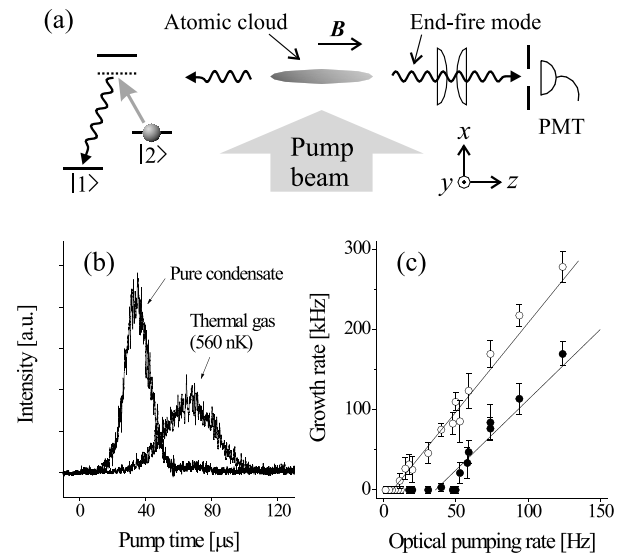 (a)
Atomic cloud
B
End-fire mode
|1>
|2>
Pump
beam
x
y
z
PMT
(b)
Pure condensate
Thermal gas
(560 nK)
Intensity [a.u.]
0
40
80
120
Pump time [μs]
(c)
300
200
100
0
Growth rate [kHz]
0
50
100
150
Optical pumping rate [Hz]